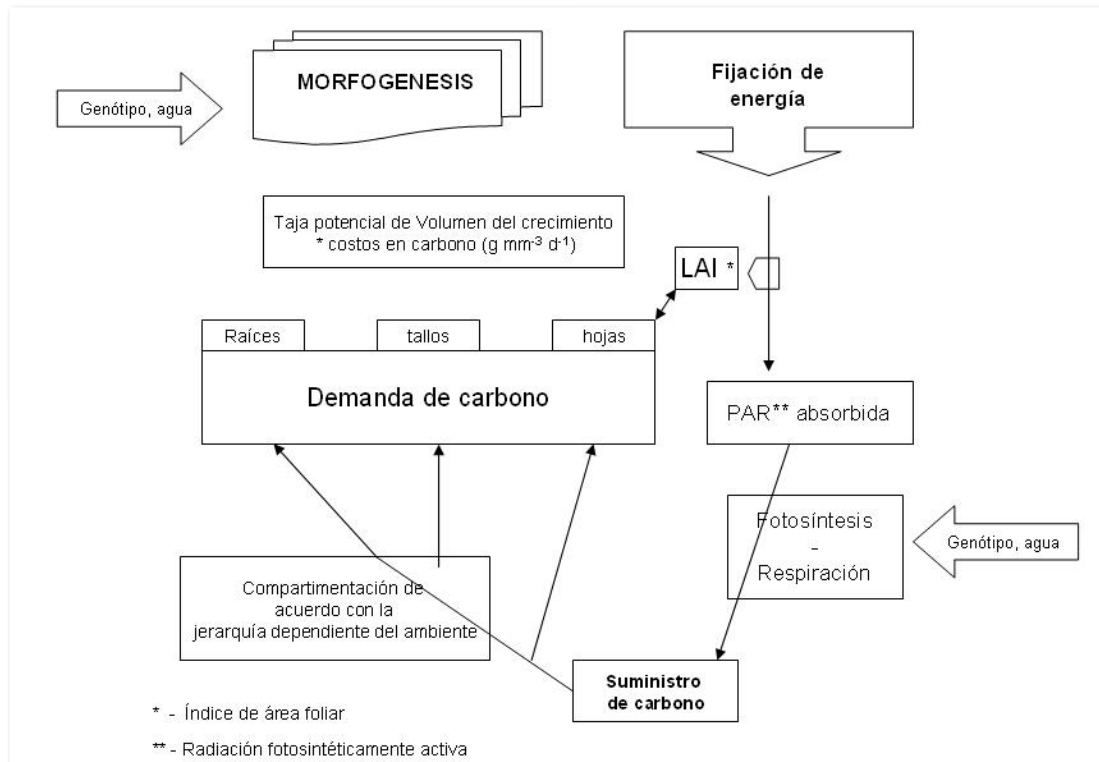 MORFOGENESIS
Fijación de
energía
Genótipo, agua
Taja potencial de Volumen del crecimiento
* costos en carbono (g mm-3 d-1)
LAI *
Raíces
tallos
hojas
Demanda de carbono
PAR** absorbida
Fotosíntesis
-
Respiración
Genótipo, agua
Compartimentación de
acuerdo con la
jerarquía dependiente del ambiente
Suministro
de carbono
* - Índice de área foliar
** - Radiación fotosintéticamente activa